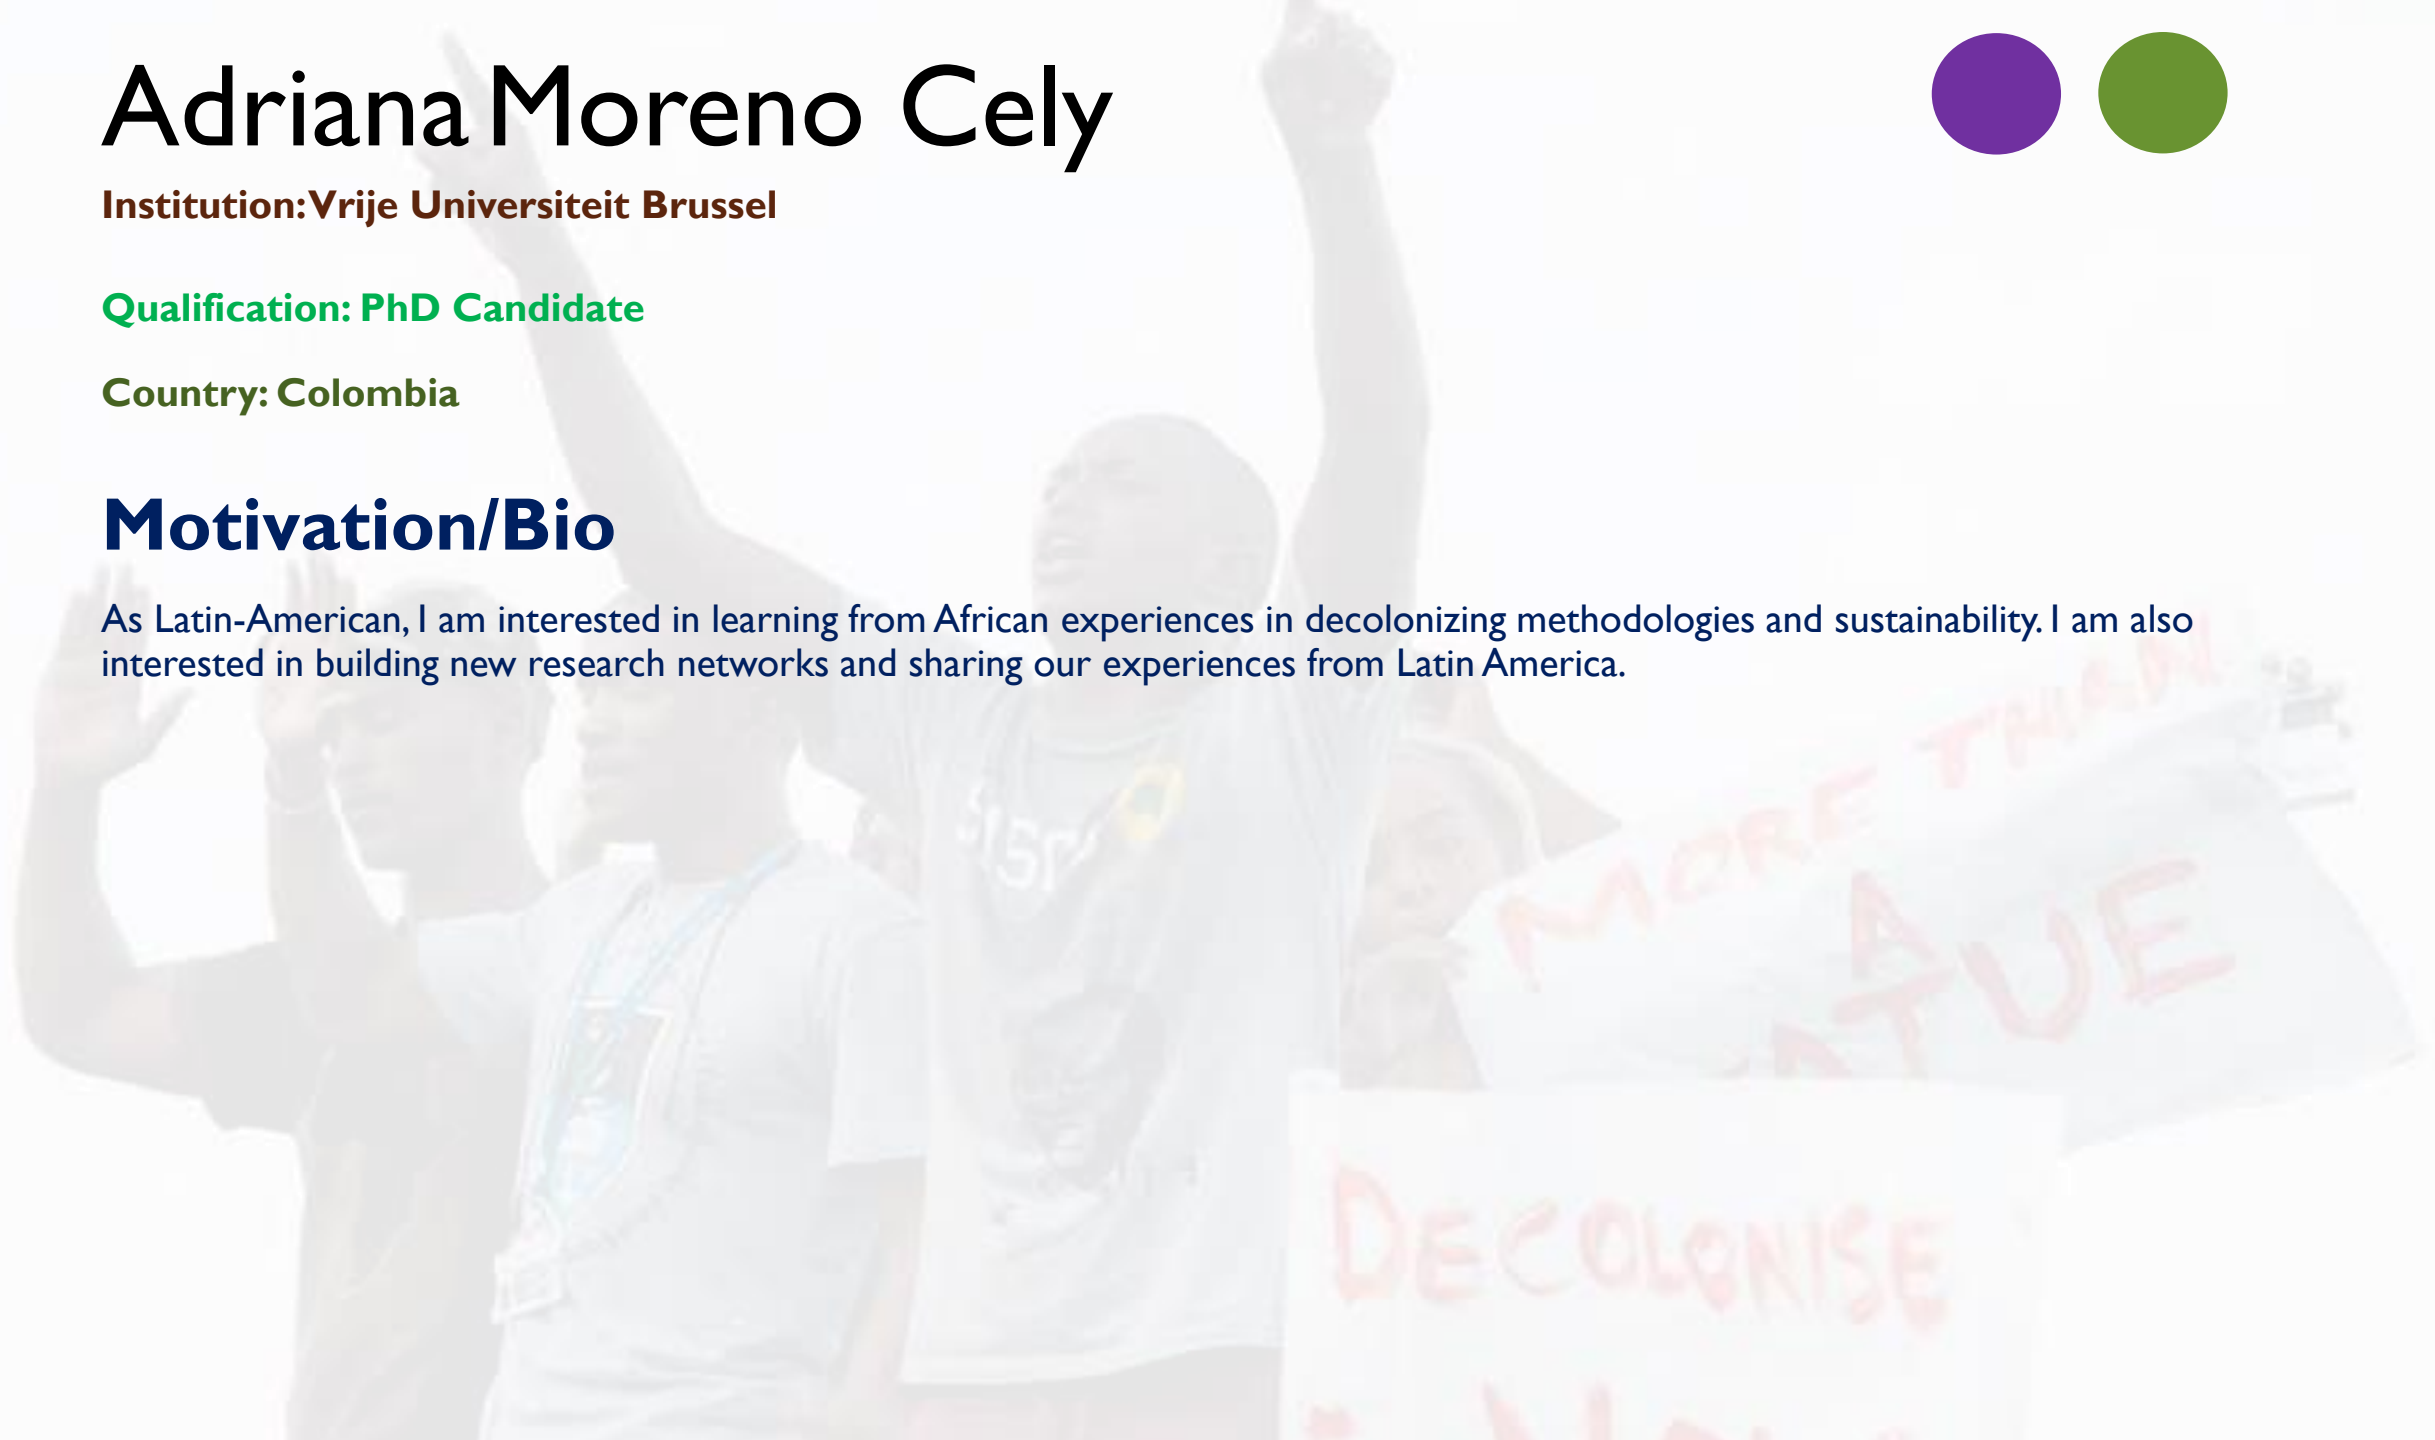 Adriana Moreno Cely
Institution: Vrije Universiteit Brussel
Qualification: PhD Candidate
Country: Colombia
Motivation/Bio
As Latin-American, I am interested in learning from African experiences in decolonizing methodologies and sustainability. I am also
interested in building new research networks and sharing our experiences from Latin America.
MORE THAN
A
DECOLONISE